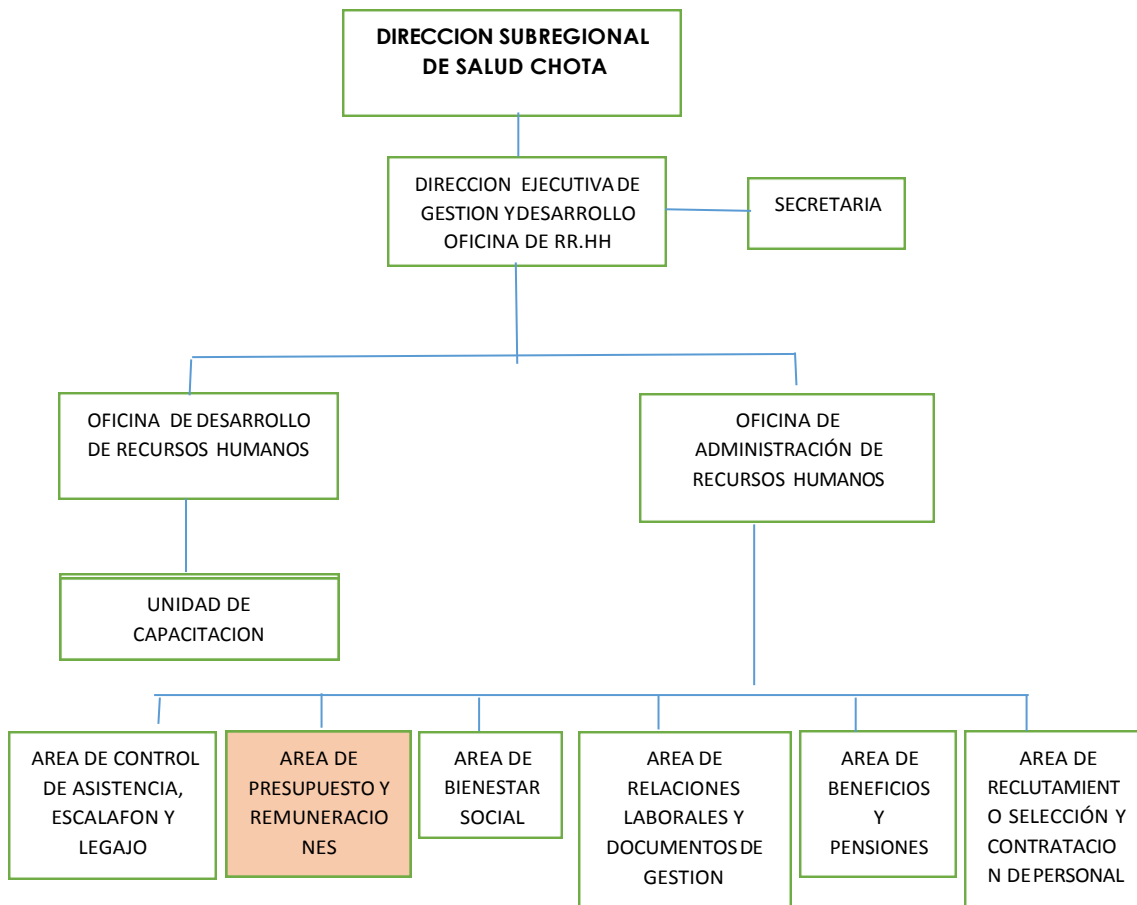 DIRECCION SUBREGIONAL
DE SALUD CHOTA
DIRECCION EJECUTIVA DE
GESTION Y DESARROLLO
OFICINA DE RR.HH
SECRETARIA
OFICINA DE DESARROLLO
DE RECURSOS HUMANOS
OFICINA DE
ADMINISTRACIÓN DE
RECURSOS HUMANOS
UNIDAD DE
CAPACITACION
AREA DE CONTROL
DE ASISTENCIA,
ESCALAFON Y
LEGAJO
AREA DE
PRESUPUESTO Y
REMUNERACIO
NES
AREA DE
BIENESTAR
SOCIAL
AREA DE
RELACIONES
LABORALES Y
DOCUMENTOS DE
GESTION
AREA DE
BENEFICIOS
Y
PENSIONES
AREA DE
RECLUTAMIENT
O SELECCIÓN Y
CONTRATACIO
N DE PERSONAL